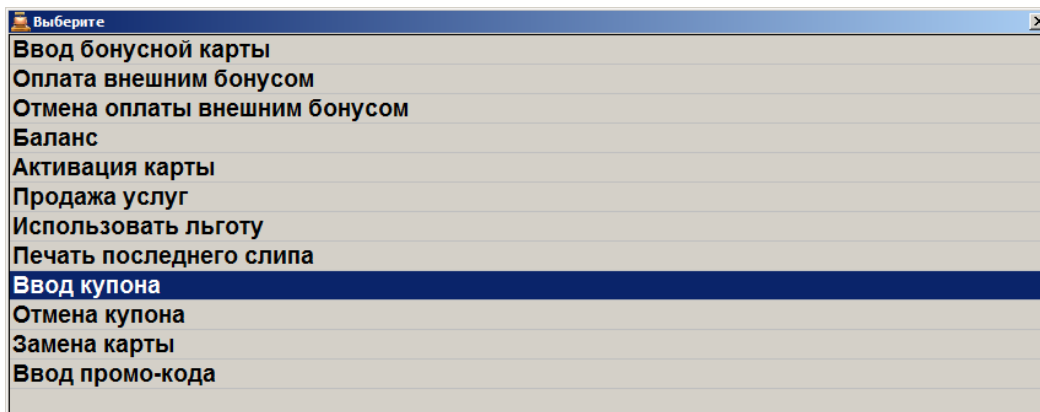 Выберите
Ввод бонусной карты
Оплата внешним бонусом
Отмена оплаты внешним бонусом
Баланс
Активация карты
Продажа услуг
Использовать льготу
Печать последнего слипа
Ввод купона
Отмена купона
Замена карты
Ввод промо-кода